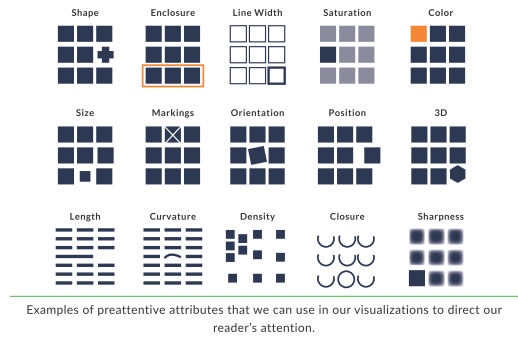 Shape Enclosure Line Width Saturation Color
Size Markings Orientation Position 3D
Length Curvature Density Closure Sharpness
Examples of preattentive attributes that we can use in our visualizations to direct our
reader's attention.